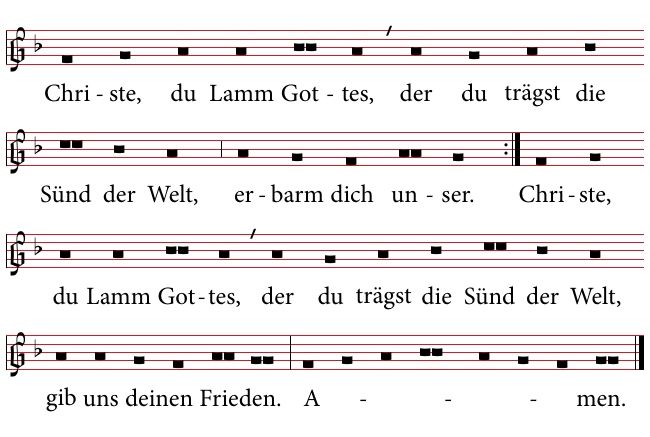 Chri - ste, du Lamm Got - tes, der du trägst die
Sünd der Welt, er - barm dich un - ser. Chri - ste,
du Lamm Got - tes, der du trägst die Sünd der Welt,
gib uns deinen Frieden. A - - - men.